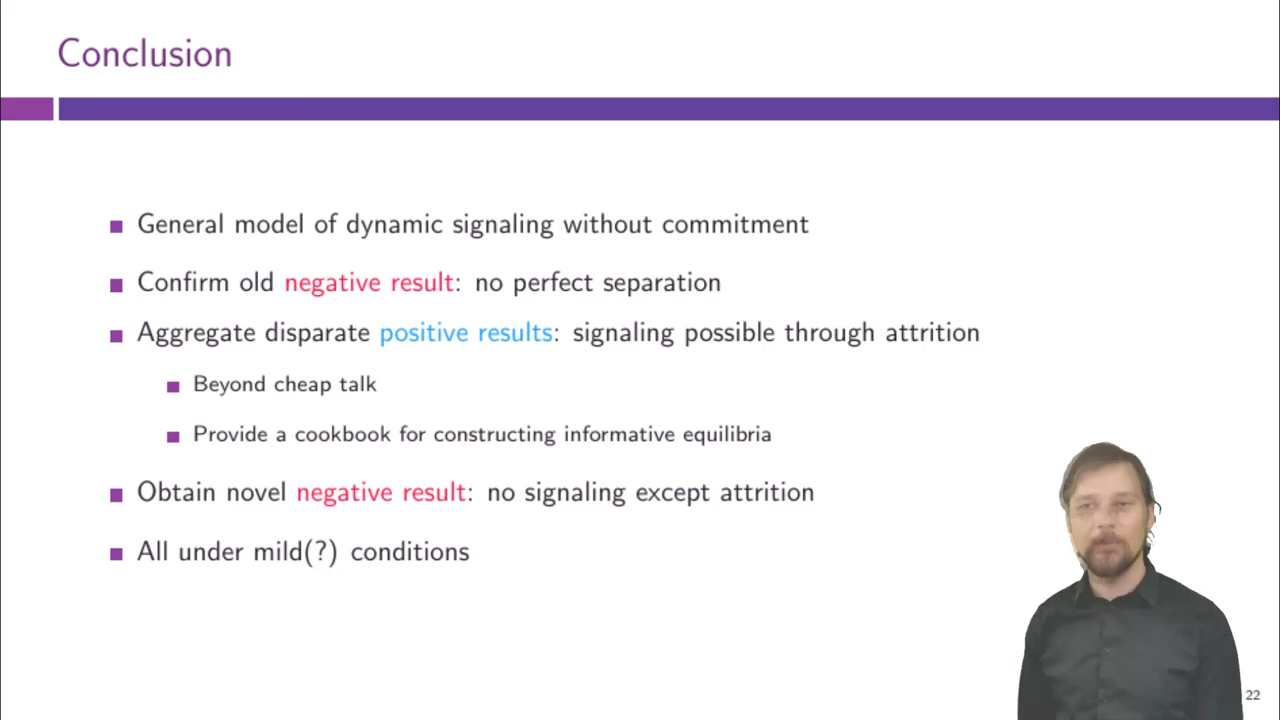 Conclusion
General model of dynamic signaling without commitment
Confirm old negative result: no perfect separation
Aggregate disparate positive results: signaling possible through attrition
Beyond cheap talk
Provide a cookbook for constructing informative equilibria
Obtain novel negative result: no signaling except attrition
All under mild(?) conditions
22